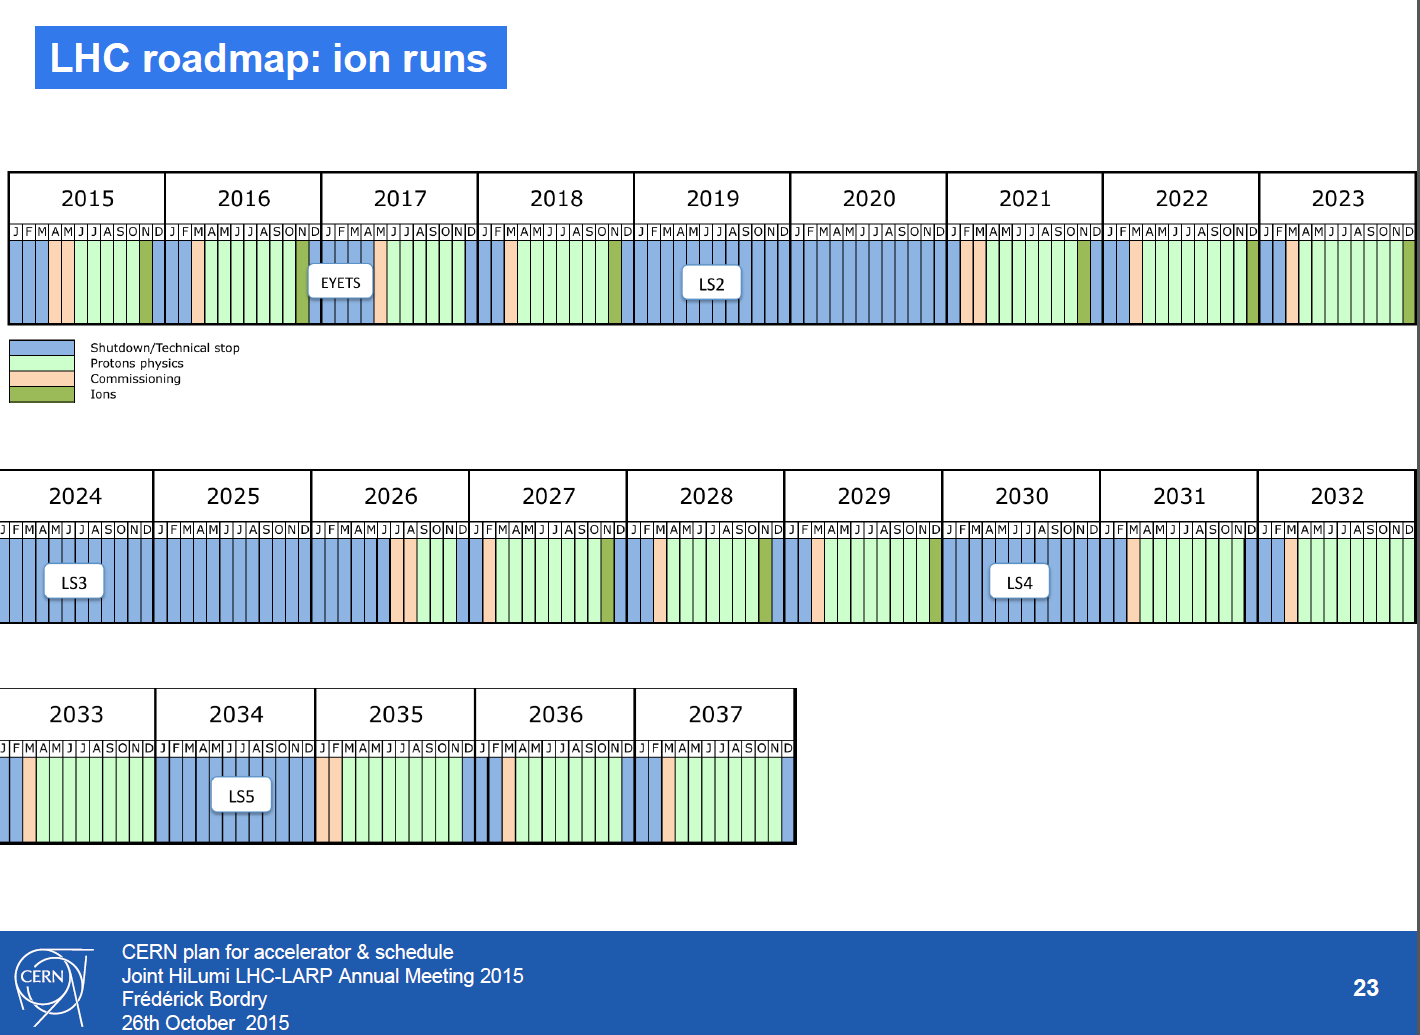 LHC roadmap: ion runs
2015 2016 2017 2018 2019 2020 2021 2022 2023
J F M A M J J A S O N D J F M A M J J A S O N D J F M A M J J A S O N D J F M A M J J A S O N D J F M A M J J A S O N D J F M A M J J A S O N D J F M A M J J A S O N D J F M A M J J A S O N D J F M A M J J A S O N D
EYETS LS2
Shutdown/Technical stop
Protons physics
Commissioning
Ions
2024 2025 2026 2027 2028 2029 2030 2031 2032
J F M A M J J A S O N D J F M A M J J A S O N D J F M A M J J A S O N D J F M A M J J A S O N D J F M A M J J A S O N D J F M A M J J A S O N D J F M A M J J A S O N D J F M A M J J A S O N D J F M A M J J A S O N D
LS3 LS4
2033 2034 2035 2036 2037
J F M A M J J A S O N D J F M A M J J A S O N D J F M A M J J A S O N D J F M A M J J A S O N D J F M A M J J A S O N D
LS5
CERN
CERN plan for accelerator & schedule
Joint HiLumi LHC-LARP Annual Meeting 2015
Frédérick Bordry
26th October 2015
23